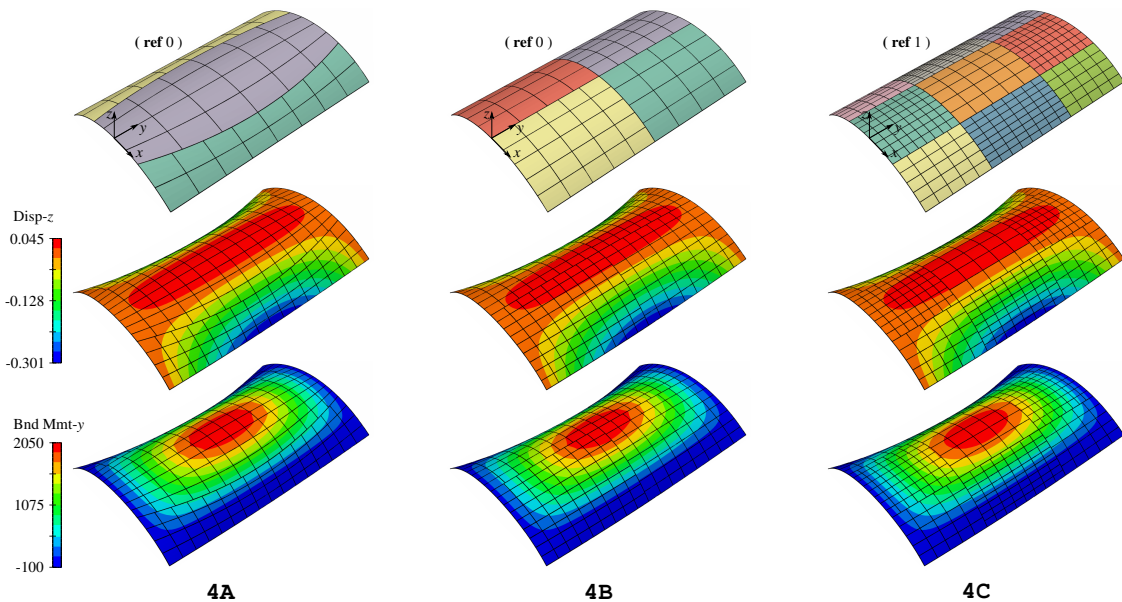 ( ref 0 )
( ref 0 )
( ref 1 )
z
y
x
z
y
x
z
y
x
Disp-z
0.045
-0.128
-0.301
Bnd Mmt-y
2050
1075
-100
4A
4B
4C